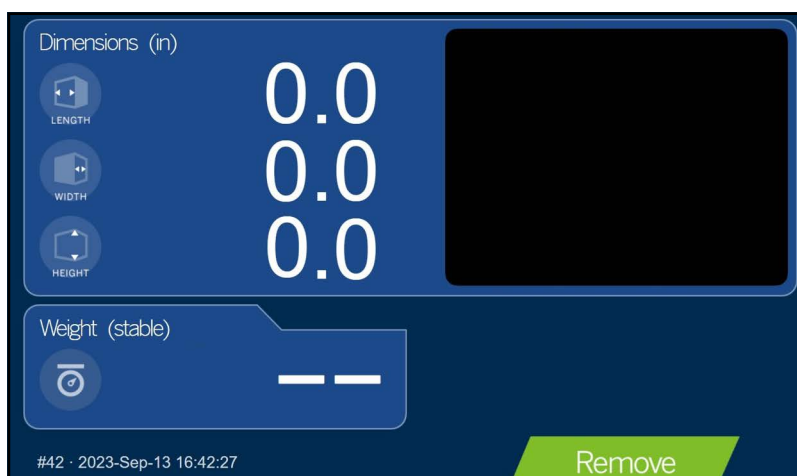 Dimensions (in)
LENGTH
0.0
WIDTH
0.0
HEIGHT
0.0
Weight (stable)
——
#42 · 2023-Sep-13 16:42:27
Remove